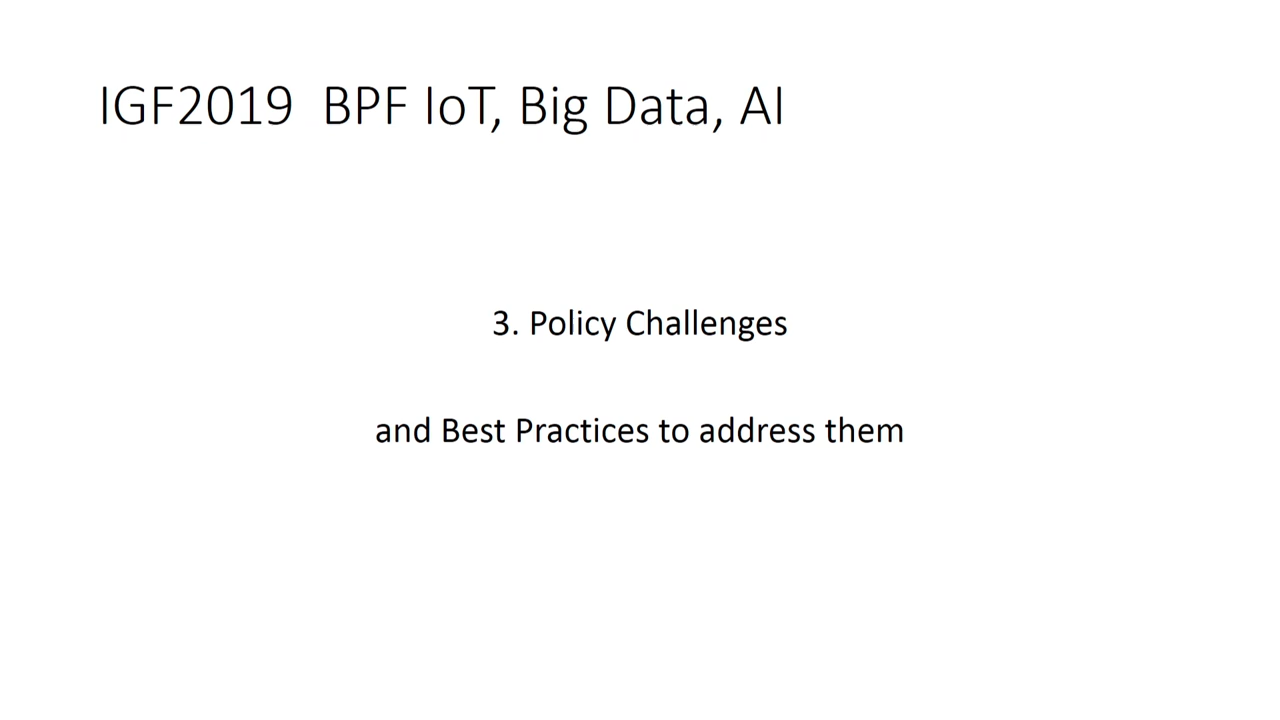 IGF2019  BPF IoT, Big Data, AI
3. Policy Challenges
and Best Practices to address them